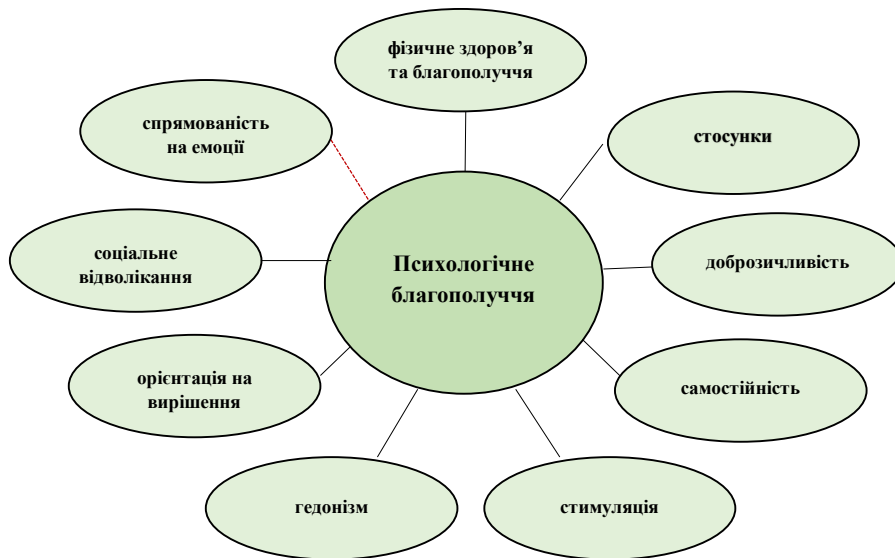 фізичне здоров’я
та благополуччя
спрямованість
на емоції
стосунки
соціальне
відволікання
Психологічне
благополуччя
доброзичливість
орієнтація на
вирішення
самостійність
гедонізм
стимуляція